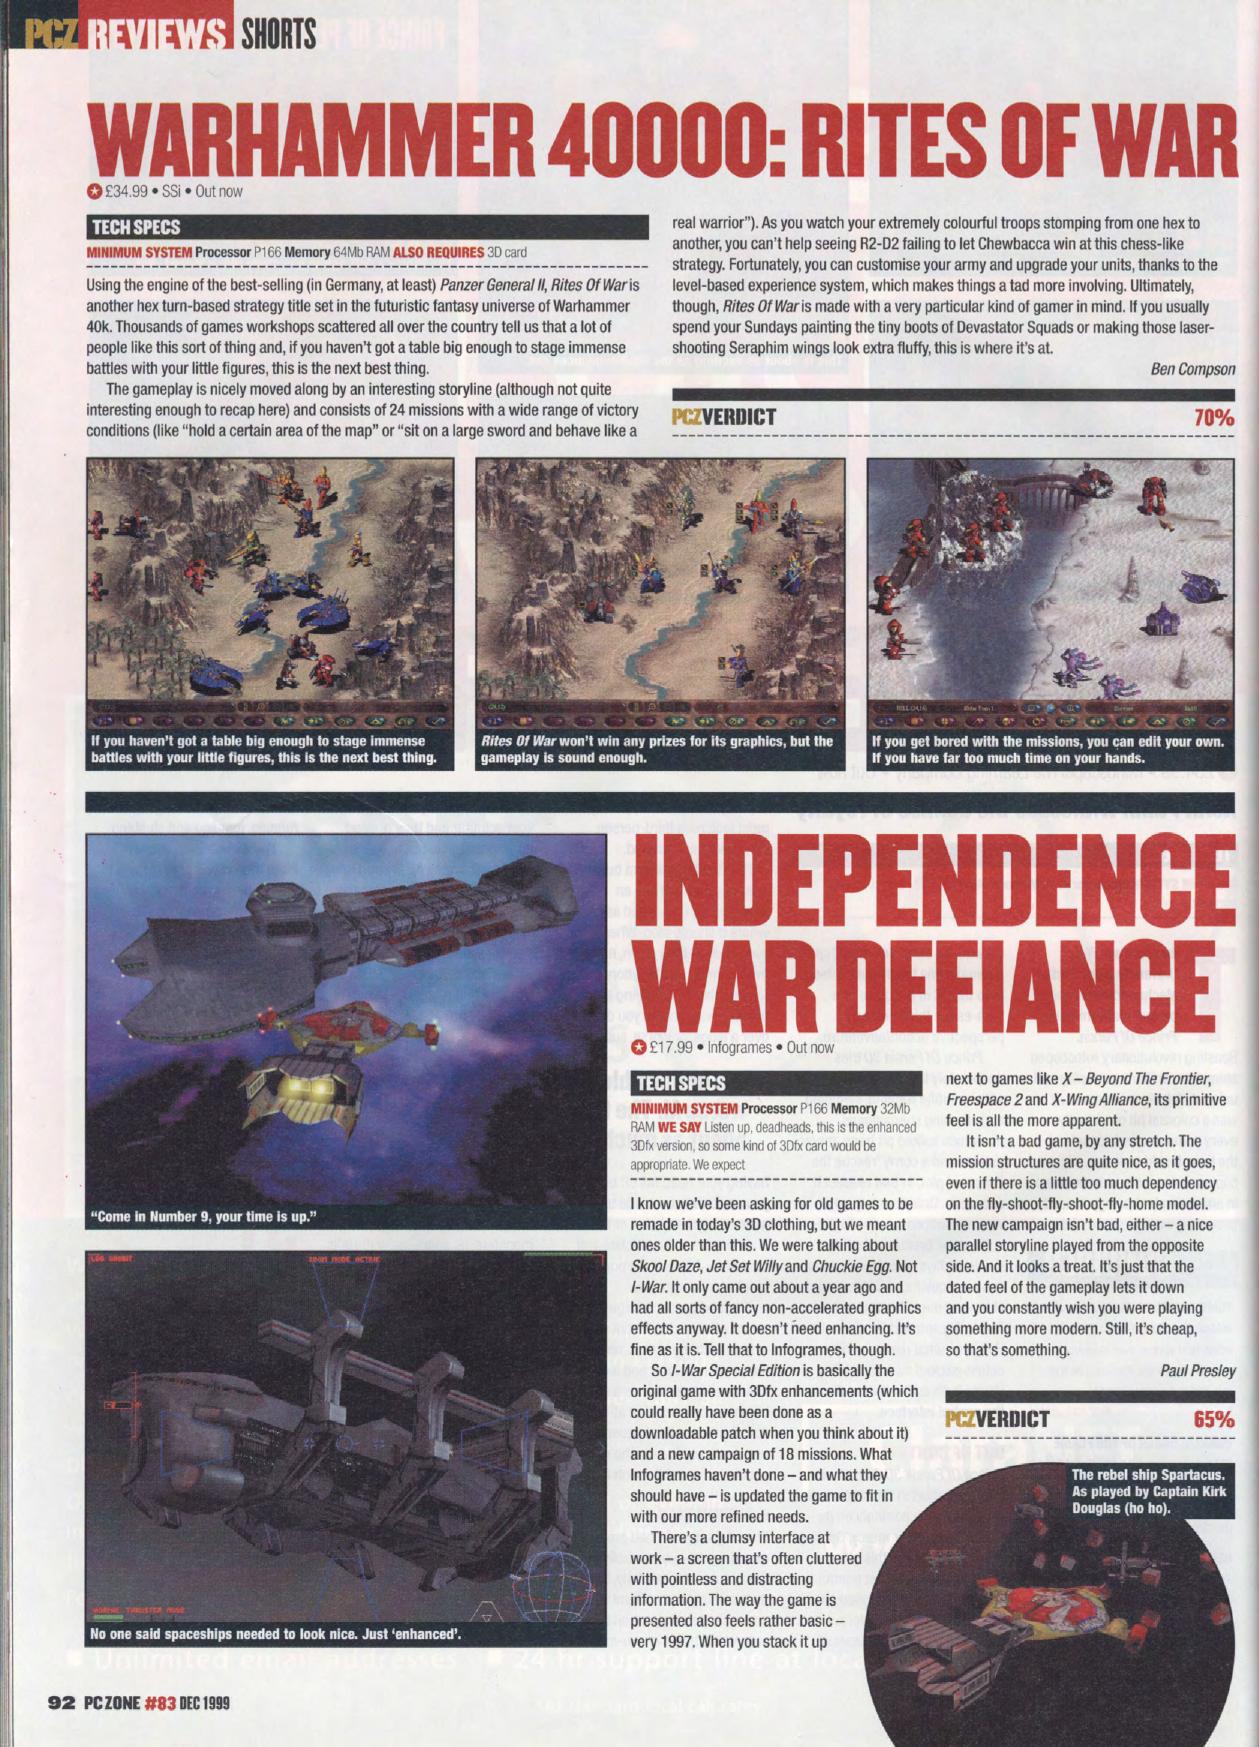 PCZ REVIEWS SHORTS
WARHAMMER 40000: RITES OF WAR
£34.99 • SSi • Out now
TECH SPECS
MINIMUM SYSTEM Processor P166 Memory 64Mb RAM ALSO REQUIRES 3D card
Using the engine of the best-selling (in Germany, at least) Panzer General II, Rites Of War is
another hex turn-based strategy title set in the futuristic fantasy universe of Warhammer
40k. Thousands of games workshops scattered all over the country tell us that a lot of
people like this sort of thing and, if you haven't got a table big enough to stage immense
battles with your little figures, this is the next best thing.
The gameplay is nicely moved along by an interesting storyline (although not quite
interesting enough to recap here) and consists of 24 missions with a wide range of victory
conditions (like "hold a certain area of the map" or "sit on a large sword and behave like a
real warrior"). As you watch your extremely colourful troops stomping from one hex to
another, you can't help seeing R2-D2 failing to let Chewbacca win at this chess-like
strategy. Fortunately, you can customise your army and upgrade your units, thanks to the
level-based experience system, which makes things a tad more involving. Ultimately,
though, Rites Of War is made with a very particular kind of gamer in mind. If you usually
spend your Sundays painting the tiny boots of Devastator Squads or making those laser-
shooting Seraphim wings look extra fluffy, this is where it's at.
Ben Compson
PCZVERDICT 70%
If you haven't got a table big enough to stage immense
battles with your little figures, this is the next best thing.
Rites Of War won't win any prizes for its graphics, but the
gameplay is sound enough.
If you get bored with the missions, you can edit your own.
If you have far too much time on your hands.
"Come in Number 9, your time is up."
No one said spaceships needed to look nice. Just 'enhanced'.
INDEPENDENCE
WAR DEFIANCE
£17.99 • Infogrames • Out now
TECH SPECS
MINIMUM SYSTEM Processor P166 Memory 32Mb
RAM WE SAY Listen up, deadheads, this is the enhanced
3Dfx version, so some kind of 3Dfx card would be
appropriate. We expect
I know we've been asking for old games to be
remade in today's 3D clothing, but we meant
ones older than this. We were talking about
Skool Daze, Jet Set Willy and Chuckie Egg. Not
I-War. It only came out about a year ago and
had all sorts of fancy non-accelerated graphics
effects anyway. It doesn't need enhancing. It's
fine as it is. Tell that to Infogrames, though.
So I-War Special Edition is basically the
original game with 3Dfx enhancements (which
could really have been done as a
downloadable patch when you think about it)
and a new campaign of 18 missions. What
Infogrames haven't done – and what they
should have – is updated the game to fit in
with our more refined needs.
There's a clumsy interface at
work – a screen that's often cluttered
with pointless and distracting
information. The way the game is
presented also feels rather basic –
very 1997. When you stack it up
next to games like X – Beyond The Frontier,
Freespace 2 and X-Wing Alliance, its primitive
feel is all the more apparent.
It isn't a bad game, by any stretch. The
mission structures are quite nice, as it goes,
even if there is a little too much dependency
on the fly-shoot-fly-shoot-fly-home model.
The new campaign isn't bad, either – a nice
parallel storyline played from the opposite
side. And it looks a treat. It's just that the
dated feel of the gameplay lets it down
and you constantly wish you were playing
something more modern. Still, it's cheap,
so that's something.
Paul Presley
PCZVERDICT 65%
The rebel ship Spartacus.
As played by Captain Kirk
Douglas (ho ho).
92 PC ZONE #83 DEC 1999